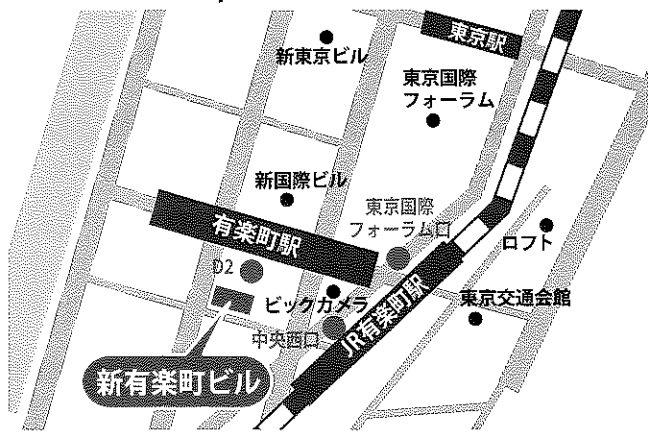 東京駅
新東京ビル
東京国際
フォーラム
新国際ビル
東京国際
フォーラム口
有楽町駅
ロフト
D2
ビックカメラ
東京交通会館
中央西口
JR有楽町駅
新有楽町ビル